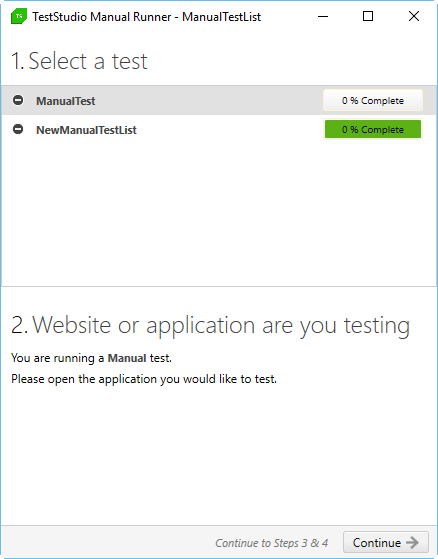 TS TestStudio Manual Runner - ManualTestList
1. Select a test
ManualTest 0 % Complete
NewManualTestList 0 % Complete
2. Website or application are you testing
You are running a Manual test.
Please open the application you would like to test.
Continue to Steps 3 & 4 Continue